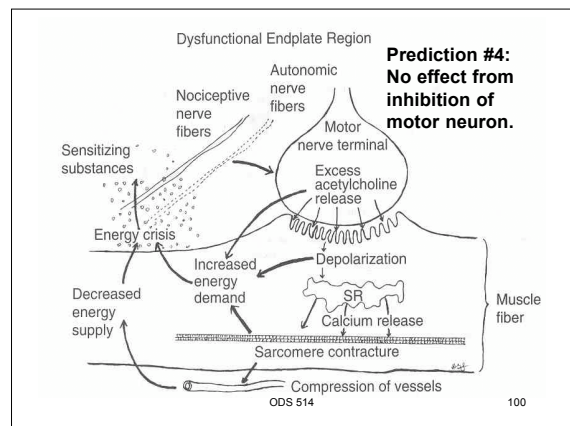 Dysfunctional Endplate Region
Prediction #4:
No effect from
inhibition of
motor neuron.
Autonomic
nerve
fibers
Nociceptive
nerve
fibers
Motor
nerve terminal
Sensitizing
substances
Excess
acetylcholine
release
Energy crisis
Increased
energy
demand
Depolarization
SR
Decreased
energy
supply
Muscle
fiber
Calcium release
Sarcomere contracture
Compression of vessels
ODS 514
100